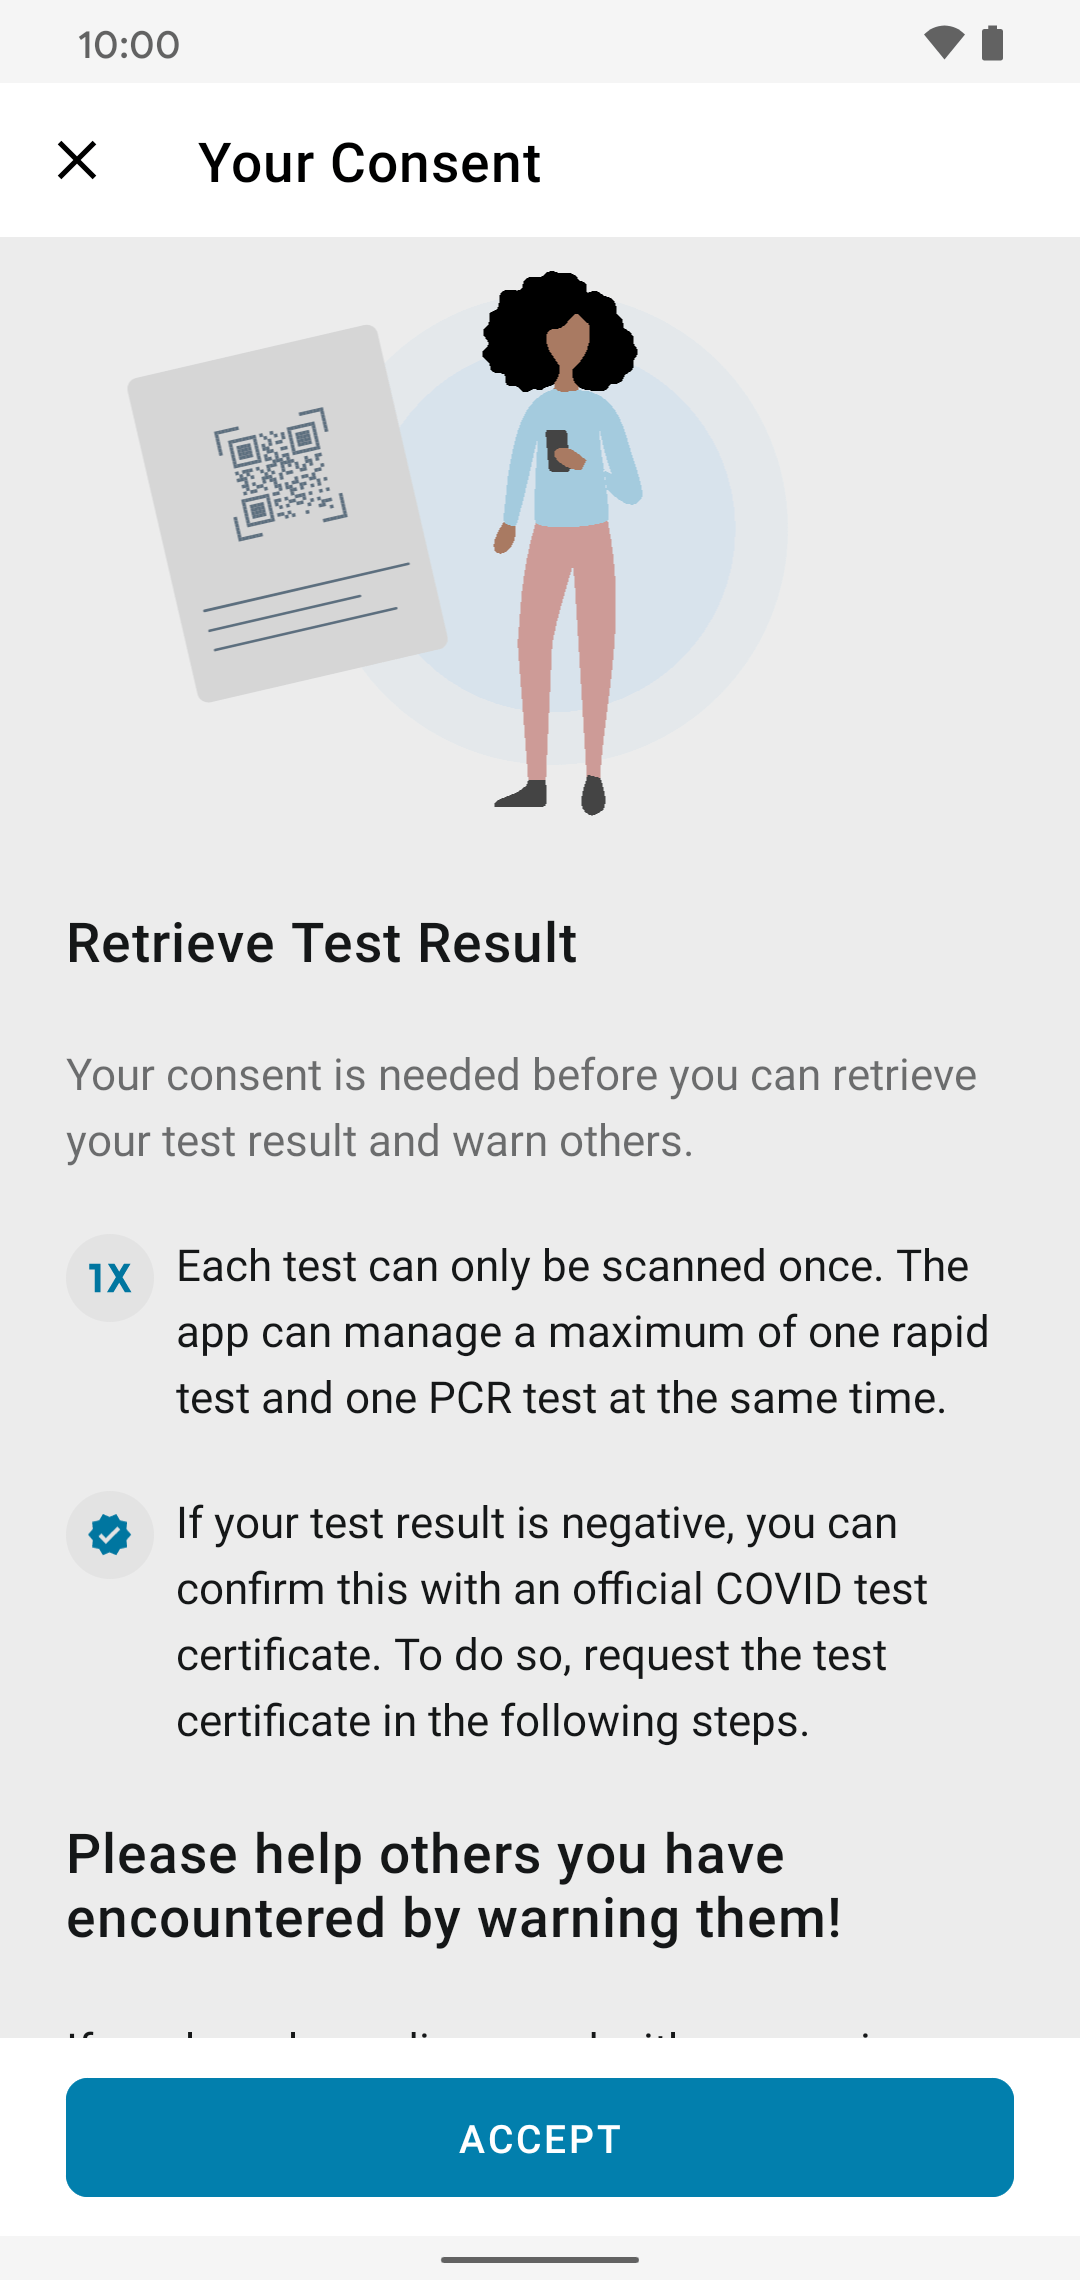 10:00
Your Consent
Retrieve Test Result
Your consent is needed before you can retrieve
your test result and warn others.
1X
Each test can only be scanned once. The
app can manage a maximum of one rapid
test and one PCR test at the same time.
If your test result is negative, you can
confirm this with an official COVID test
certificate. To do so, request the test
certificate in the following steps.
Please help others you have
encountered by warning them!
ACCEPT